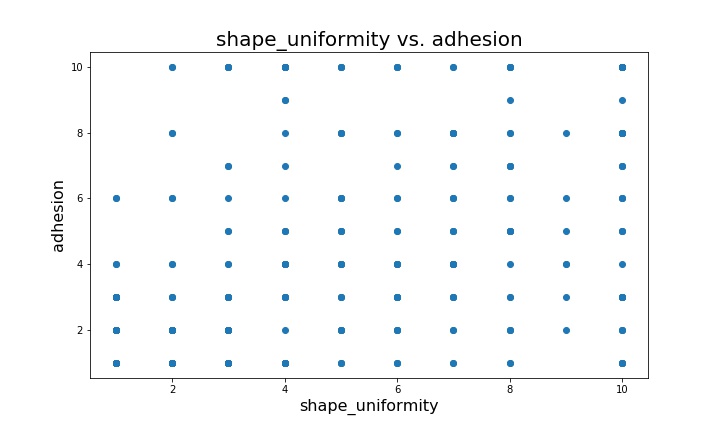 shape_uniformity vs. adhesion
10
8
6
4
2
adhesion
2 4 6 8 10
shape_uniformity